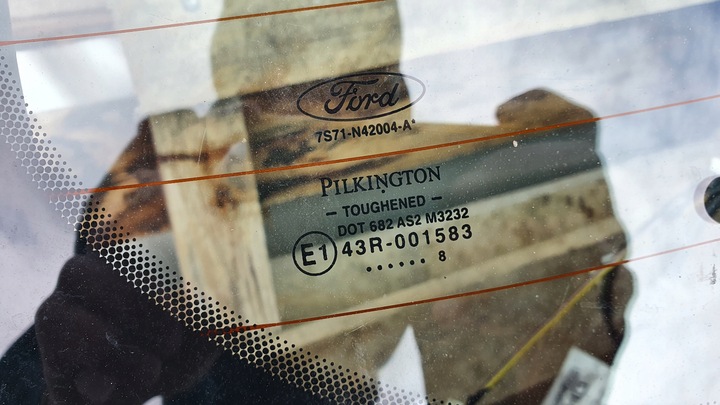 Ford
7S71-N42004-A*
PILKINGTON
– TOUGHENED –
DOT 682 AS2 M3232
E1 43R-001583
...... 8